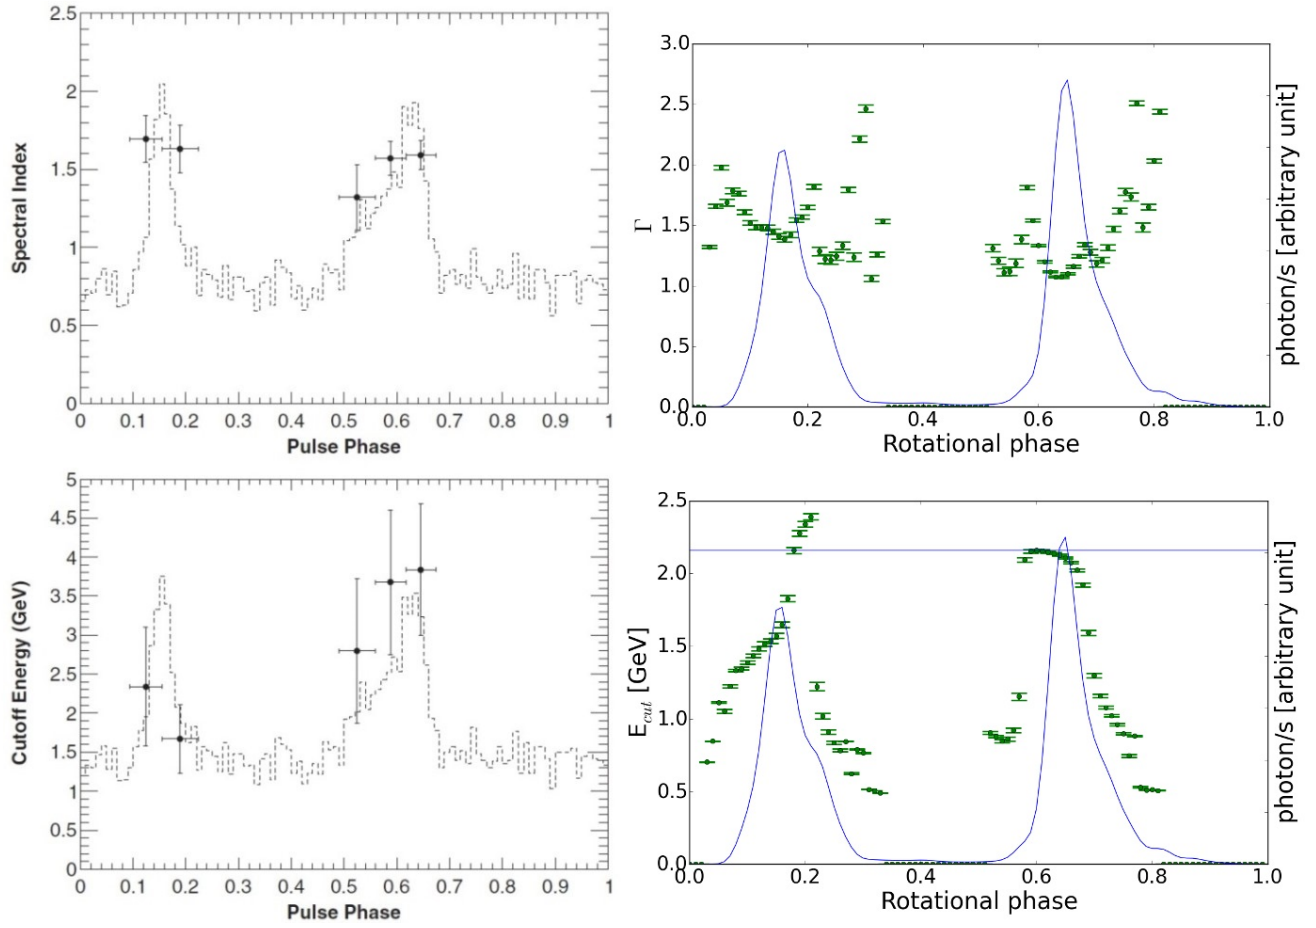 2.5
2
1.5
1
0.5
0
Spectral Index
0 0.1 0.2 0.3 0.4 0.5 0.6 0.7 0.8 0.9 1
Pulse Phase
3.0
2.5
2.0
1.5
1.0
0.5
0.0
Γ
photon/s [arbitrary unit]
0.0 0.2 0.4 0.6 0.8 1.0
Rotational phase
5
4.5
4
3.5
3
2.5
2
1.5
1
0.5
0
Cutoff Energy (GeV)
0 0.1 0.2 0.3 0.4 0.5 0.6 0.7 0.8 0.9 1
Pulse Phase
2.5
2.0
1.5
1.0
0.5
0.0
E_cut [GeV]
photon/s [arbitrary unit]
0.0 0.2 0.4 0.6 0.8 1.0
Rotational phase